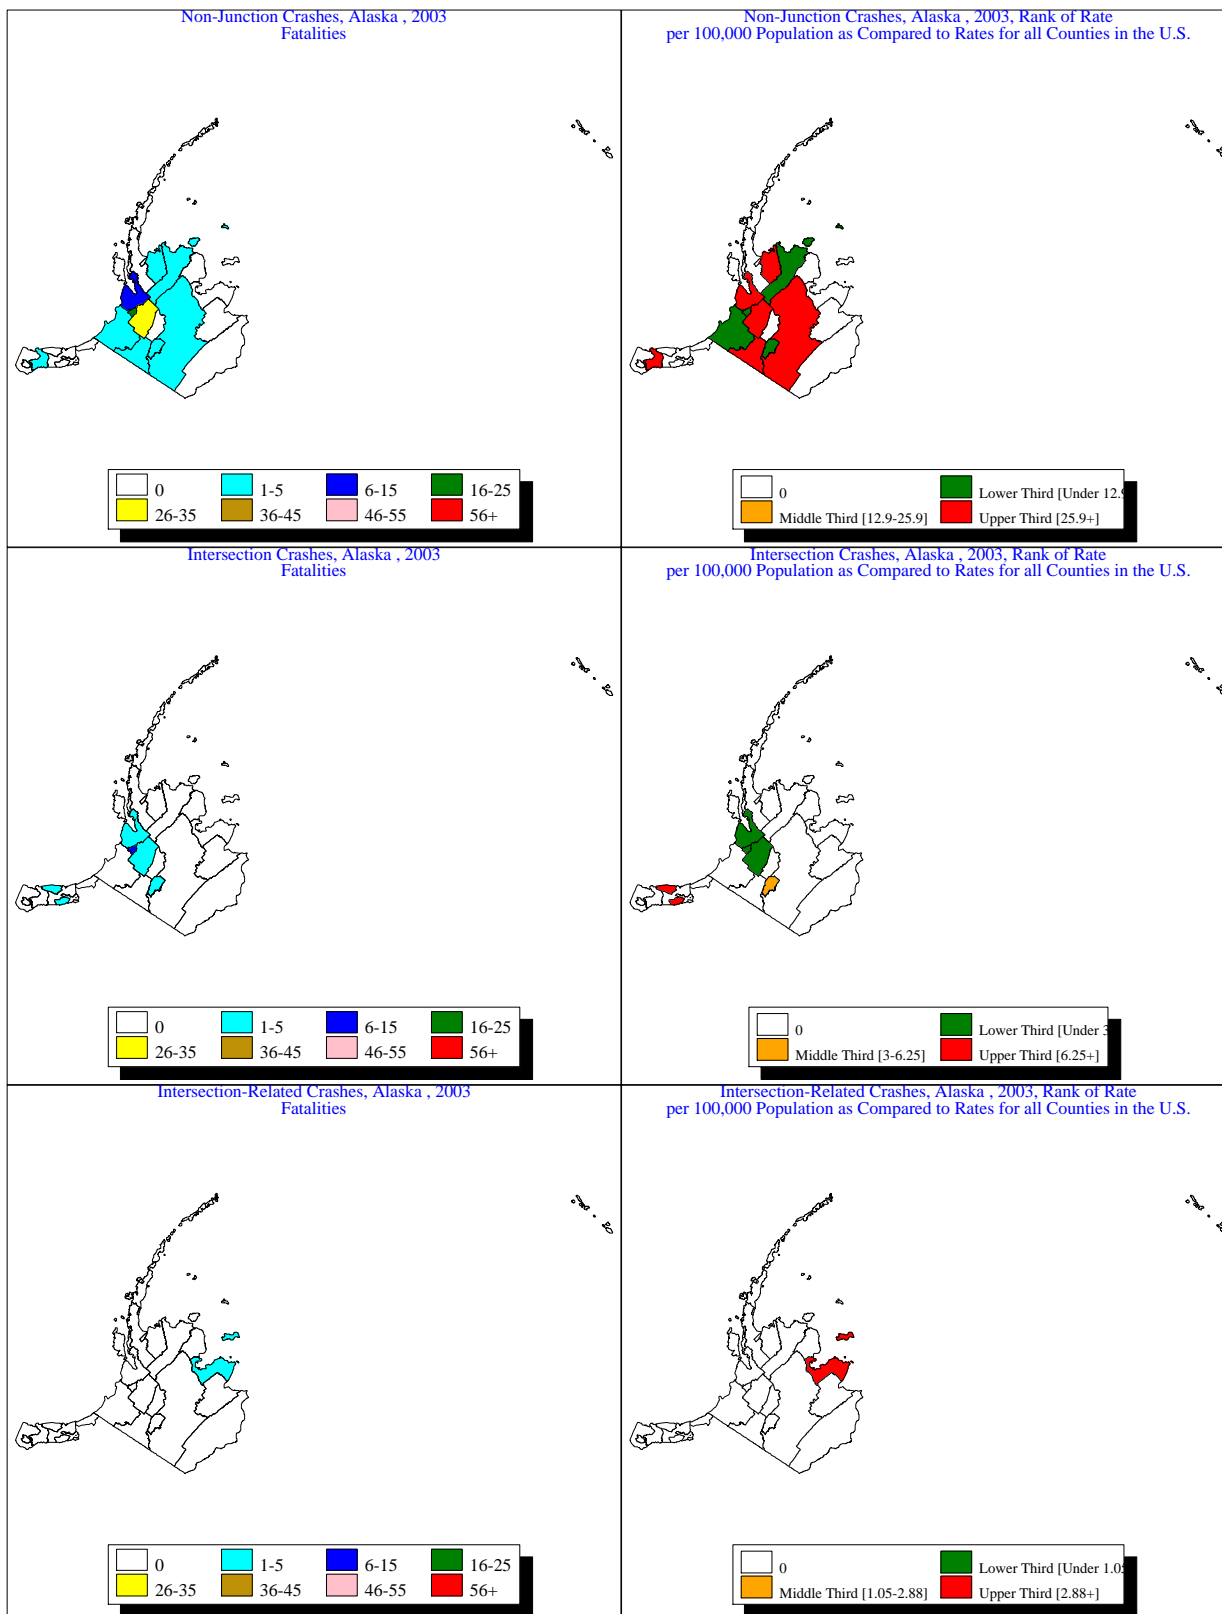 Non-Junction Crashes, Alaska , 2003
Fatalities
0
1-5
6-15
16-25
26-35
36-45
46-55
56+
Non-Junction Crashes, Alaska , 2003, Rank of Rate
per 100,000 Population as Compared to Rates for all Counties in the U.S.
0
Lower Third [Under 12.9
Middle Third [12.9-25.9]
Upper Third [25.9+]
Intersection Crashes, Alaska , 2003
Fatalities
0
1-5
6-15
16-25
26-35
36-45
46-55
56+
Intersection Crashes, Alaska , 2003, Rank of Rate
per 100,000 Population as Compared to Rates for all Counties in the U.S.
0
Lower Third [Under 3
Middle Third [3-6.25]
Upper Third [6.25+]
Intersection-Related Crashes, Alaska , 2003
Fatalities
0
1-5
6-15
16-25
26-35
36-45
46-55
56+
Intersection-Related Crashes, Alaska , 2003, Rank of Rate
per 100,000 Population as Compared to Rates for all Counties in the U.S.
0
Lower Third [Under 1.05
Middle Third [1.05-2.88]
Upper Third [2.88+]